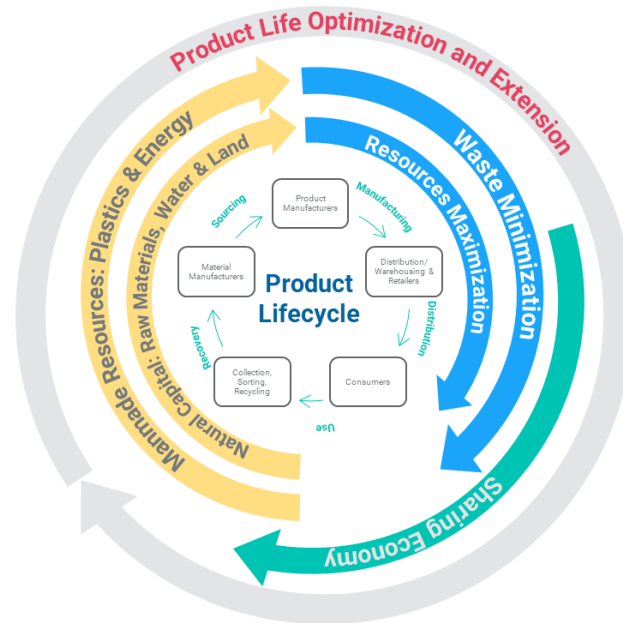 Product Life Optimization and Extension
Manmade Resources: Plastics & Energy
Natural Capital: Raw Materials, Water & Land
Waste Minimization
Resources Maximization
Sharing Economy
Product
Lifecycle
Product
Manufacturers
Manufacturing
Distribution/
Warehousing &
Retailers
Distribution
Consumers
Use
Collection,
Sorting,
Recycling
Recovery
Material
Manufacturers
Sourcing